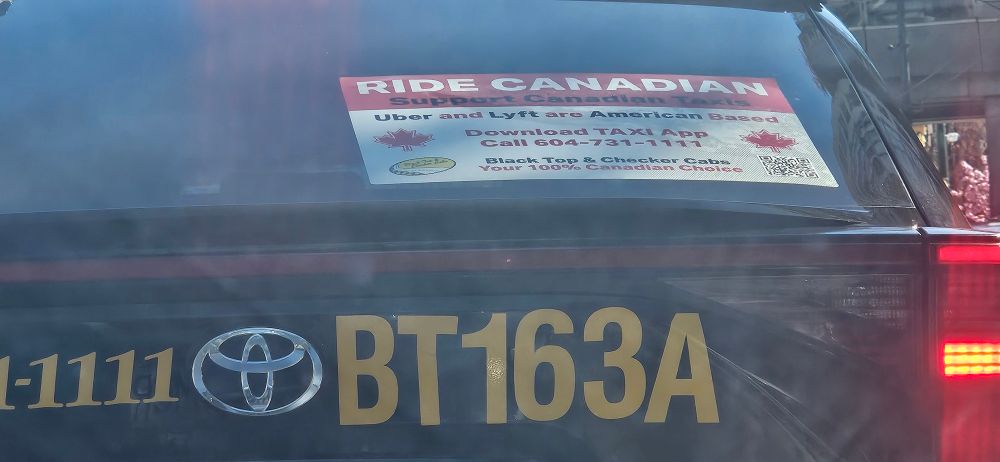 RIDE CANADIAN
Support Canadian Taxis
Uber and Lyft are American Based
Download TAXI App
Call 604-731-1111
Black Top & Checker Cabs
Your 100% Canadian Choice
1-1111
BT163A